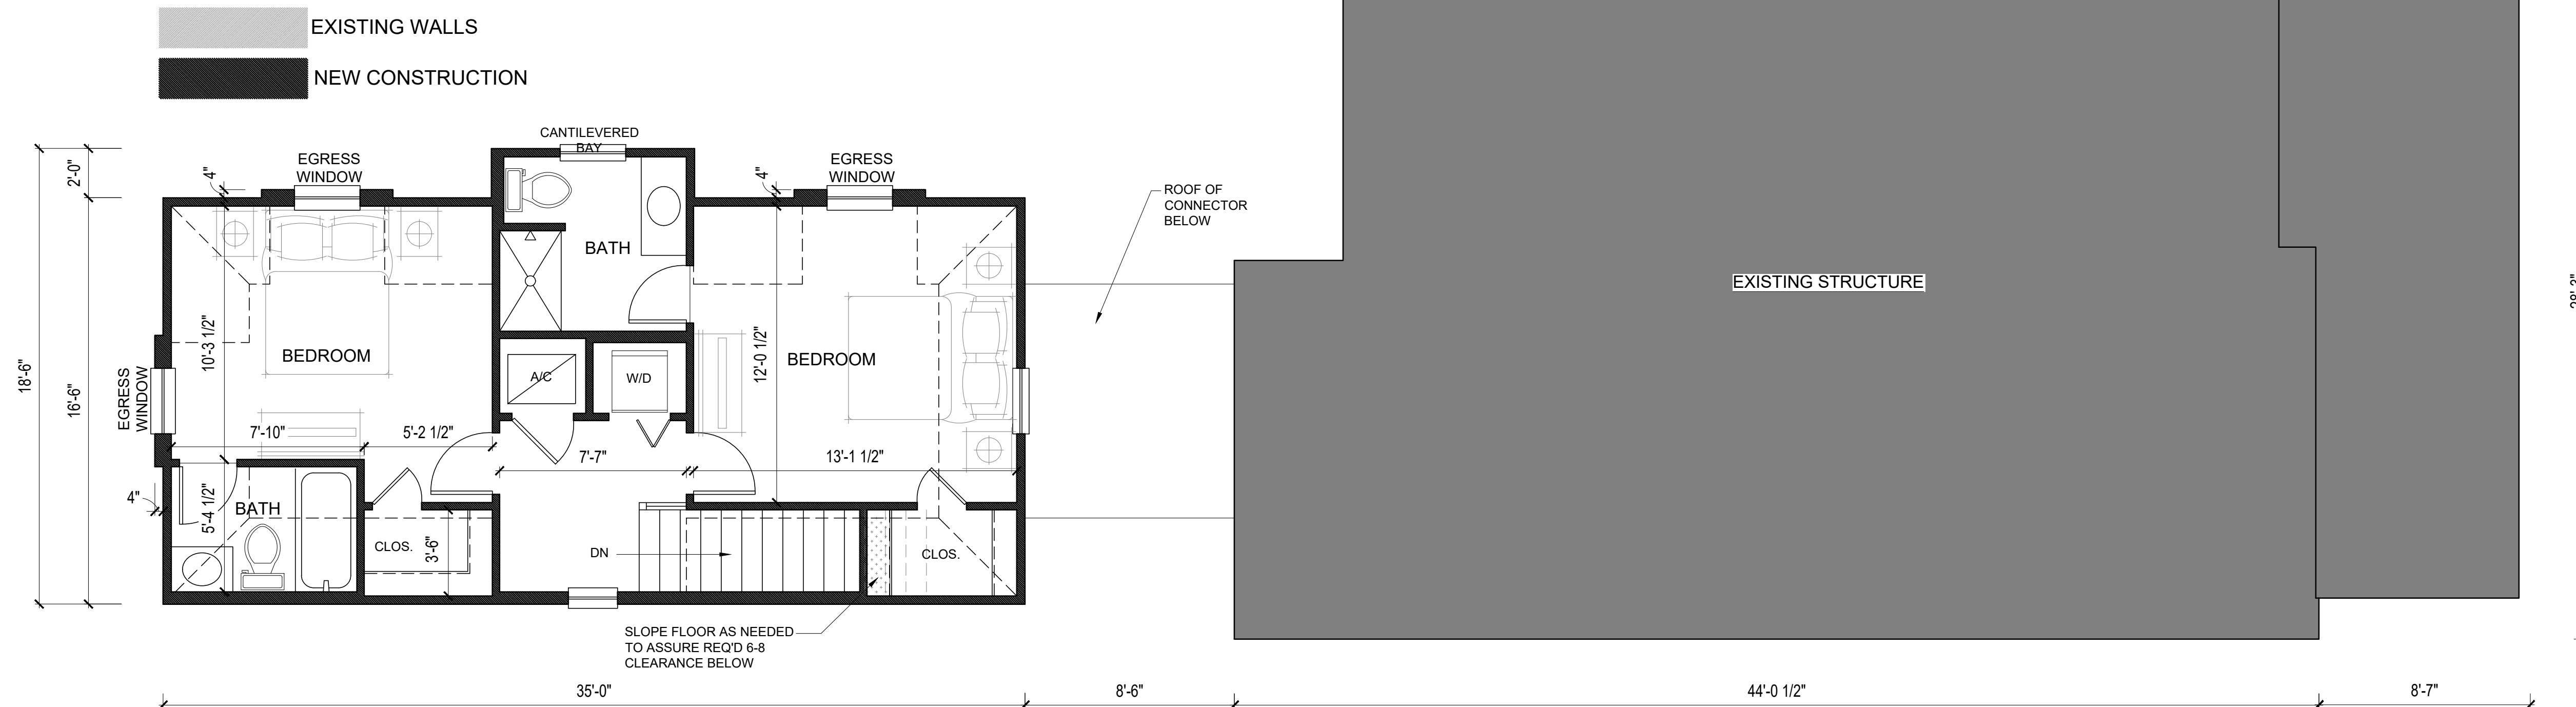 EXISTING WALLS
NEW CONSTRUCTION
CANTILEVERED
BAY
EGRESS
WINDOW
EGRESS
WINDOW
2'-0"
4"
4"
ROOF OF
CONNECTOR
BELOW
BATH
EXISTING STRUCTURE
18'-6"
16'-6"
10'-3 1/2"
12'-0 1/2"
BEDROOM
BEDROOM
A/C
W/D
EGRESS
WINDOW
7'-10"
5'-2 1/2"
7'-7"
13'-1 1/2"
4"
5'-4 1/2"
BATH
CLOS.
3'-6"
DN
CLOS.
SLOPE FLOOR AS NEEDED
TO ASSURE REQ'D 6-8
CLEARANCE BELOW
35'-0"
8'-6"
44'-0 1/2"
8'-7"